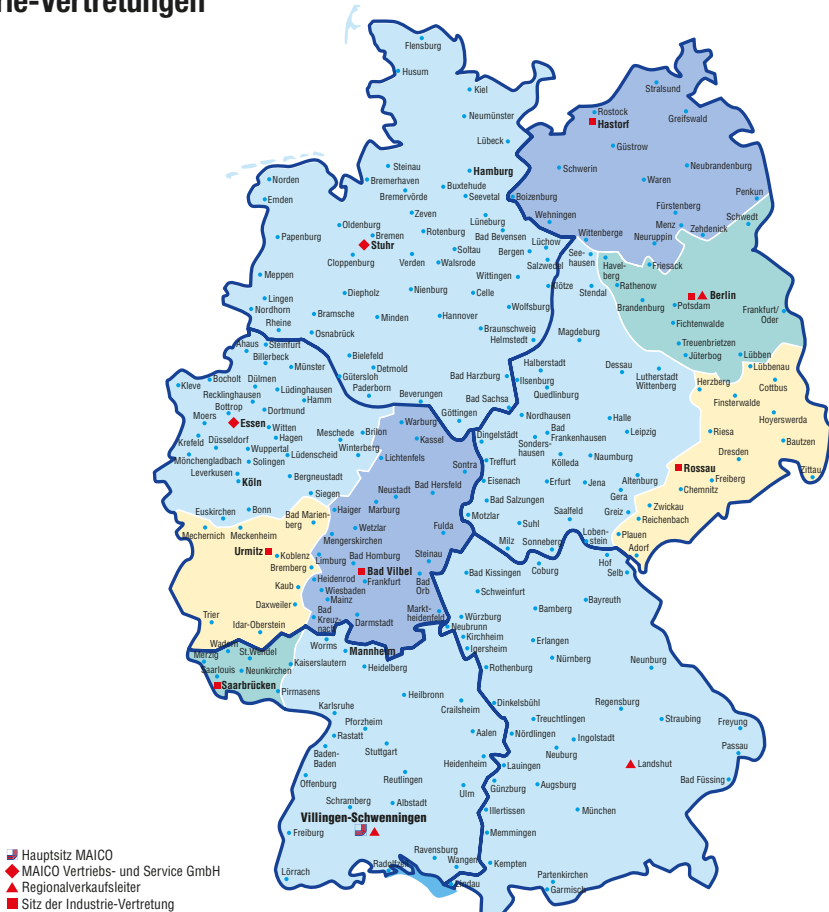 rie-Vertretungen
Flensburg
Husum
Kiel
Stralsund
Neumünster
Rostock
Greifswald
Hastorf
Lübeck
Güstrow
Steinau
Hamburg
Schwerin
Neubrandenburg
Norden
Bremerhaven
Buxtehude
Waren
Emden
Bremervörde
Seevetal
Boizenburg
Penkun
Zeven
Lüneburg
Wehningen
Fürstenberg
Schwedt
Oldenburg
Rotenburg
Bad Bevensen
Menz
Zehdenick
Papenburg
Bremen
Wittenberge
Neuruppin
Stuhr
Soltau
Lüchow
Cloppenburg
Verden
Walsrode
Bergen
Salzwedel
See-
hausen
Havel-
berg
Friesack
Meppen
Wittingen
Klötze
Stendal
Rathenow
Berlin
Lingen
Diepholz
Nienburg
Celle
Brandenburg
Potsdam
Frankfurt/
Oder
Nordhorn
Bramsche
Minden
Hannover
Wolfsburg
Fichtenwalde
Rheine
Osnabrück
Braunschweig
Magdeburg
Treuenbrietzen
Ahaus
Steinfurt
Helmstedt
Jüterbog
Lübben
Billerbeck
Bielefeld
Halberstadt
Lübbenau
Münster
Detmold
Bad Harzburg
Ilsenburg
Dessau
Lutherstadt
Wittenberg
Cottbus
Kleve
Bocholt
Dülmen
Gütersloh
Quedlinburg
Herzberg
Recklinghausen
Lüdinghausen
Paderborn
Beverungen
Bad Sachsa
Finsterwalde
Bottrop
Hamm
Göttingen
Nordhausen
Halle
Hoyerswerda
Moers
Dortmund
Warburg
Bad
Frankenhausen
Essen
Witten
Brilon
Dingelstädt
Leipzig
Riesa
Bautzen
Krefeld
Düsseldorf
Hagen
Meschede
Kassel
Sonders-
hausen
Wuppertal
Lüdenscheid
Winterberg
Lichtenfels
Treffurt
Kölleda
Naumburg
Dresden
Mönchengladbach
Solingen
Sontra
Rossau
Zittau
Leverkusen
Bergneustadt
Eisenach
Erfurt
Jena
Altenburg
Freiberg
Köln
Neustadt
Bad Hersfeld
Chemnitz
Siegen
Marburg
Bad Salzungen
Gera
Euskirchen
Bonn
Bad Marien-
berg
Haiger
Motzlar
Saalfeld
Greiz
Zwickau
Mechernich
Meckenheim
Wetzlar
Fulda
Suhl
Loben-
stein
Reichenbach
Mengerskirchen
Plauen
Urmitz
Koblenz
Limburg
Bad Homburg
Steinau
Milz
Sonneberg
Adorf
Bremberg
Bad Vilbel
Bad Kissingen
Coburg
Hof
Heidenrod
Frankfurt
Bad
Orb
Selb
Kaub
Wiesbaden
Schweinfurt
Daxweiler
Mainz
Bamberg
Bayreuth
Trier
Bad
Kreuz-
nach
Darmstadt
Markt-
heidenfeld
Würzburg
Idar-Oberstein
Neubrunn
Wadern
Worms
Kirchheim
Erlangen
Merzig
St.Wendel
Mannheim
Igersheim
Saarlouis
Neunkirchen
Kaiserslautern
Heidelberg
Rothenburg
Nürnberg
Neunburg
Saarbrücken
Pirmasens
Heilbronn
Crailsheim
Dinkelsbühl
Regensburg
Karlsruhe
Treuchtlingen
Straubing
Freyung
Pforzheim
Aalen
Nördlingen
Ingolstadt
Rastatt
Passau
Baden-
Baden
Stuttgart
Heidenheim
Lauingen
Neuburg
Landshut
Offenburg
Reutlingen
Ulm
Günzburg
Augsburg
Bad Füssing
Schramberg
Albstadt
Illertissen
München
Villingen-Schwenningen
Freiburg
Memmingen
Ravensburg
Lörrach
Radolfzell
Wangen
Kempten
Partenkirchen
Lindau
Garmisch
Hauptsitz MAICO
MAICO Vertriebs- und Service GmbH
Regionalverkaufsleiter
Sitz der Industrie-Vertretung